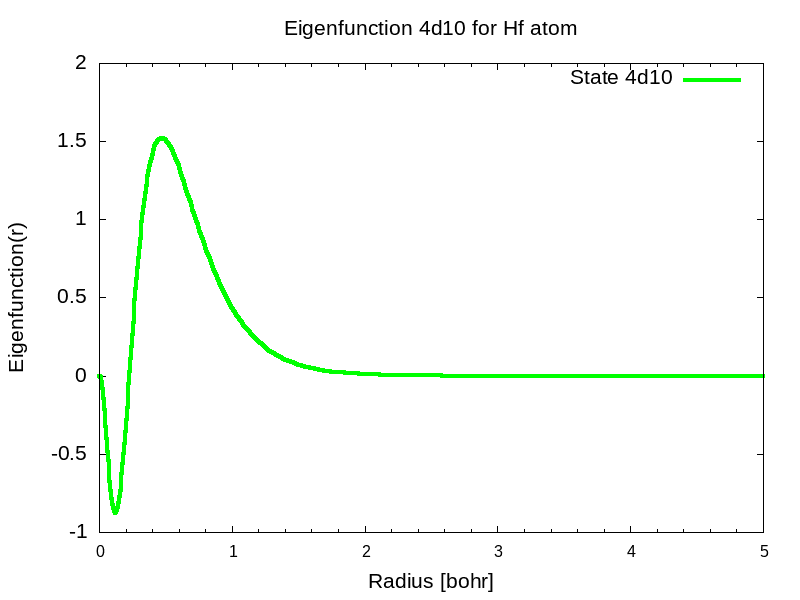 Eigenfunction 4d10 for Hf atom
State 4d10
2
1.5
1
0.5
0
-0.5
-1
Eigenfunction(r)
0 1 2 3 4 5
Radius [bohr]